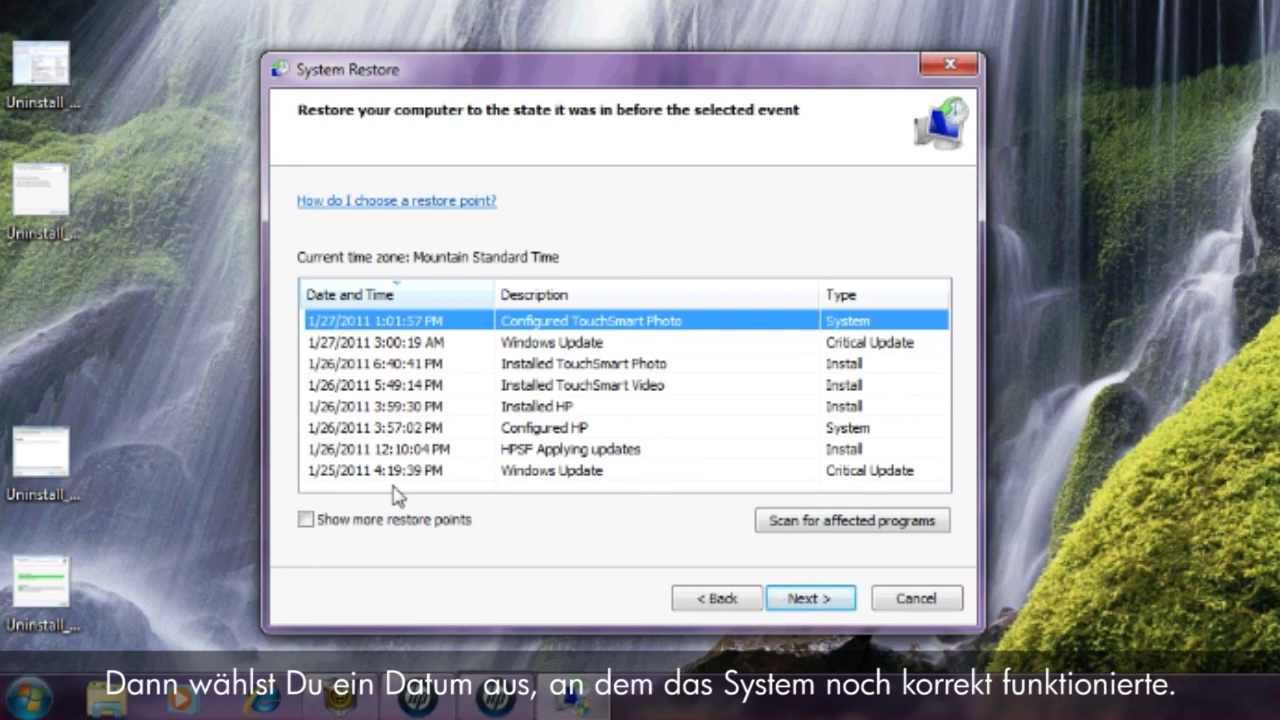 System Restore
Restore your computer to the state it was in before the selected event
How do I choose a restore point?
Current time zone: Mountain Standard Time
Date and Time Description Type
1/27/2011 1:01:57 PM Configured TouchSmart Photo System
1/27/2011 3:00:19 AM Windows Update Critical Update
1/26/2011 6:40:41 PM Installed TouchSmart Photo Install
1/26/2011 5:49:14 PM Installed TouchSmart Video Install
1/26/2011 3:59:30 PM Installed HP Install
1/26/2011 3:57:02 PM Configured HP System
1/26/2011 12:10:04 PM HPSF Applying updates Install
1/25/2011 4:19:39 PM Windows Update Critical Update
Show more restore points Scan for affected programs
< Back Next > Cancel
Uninstall_...
Uninstall_...
Uninstall_...
Uninstall_...
Dann wählst Du ein Datum aus, an dem das System noch korrekt funktionierte.
hp hp